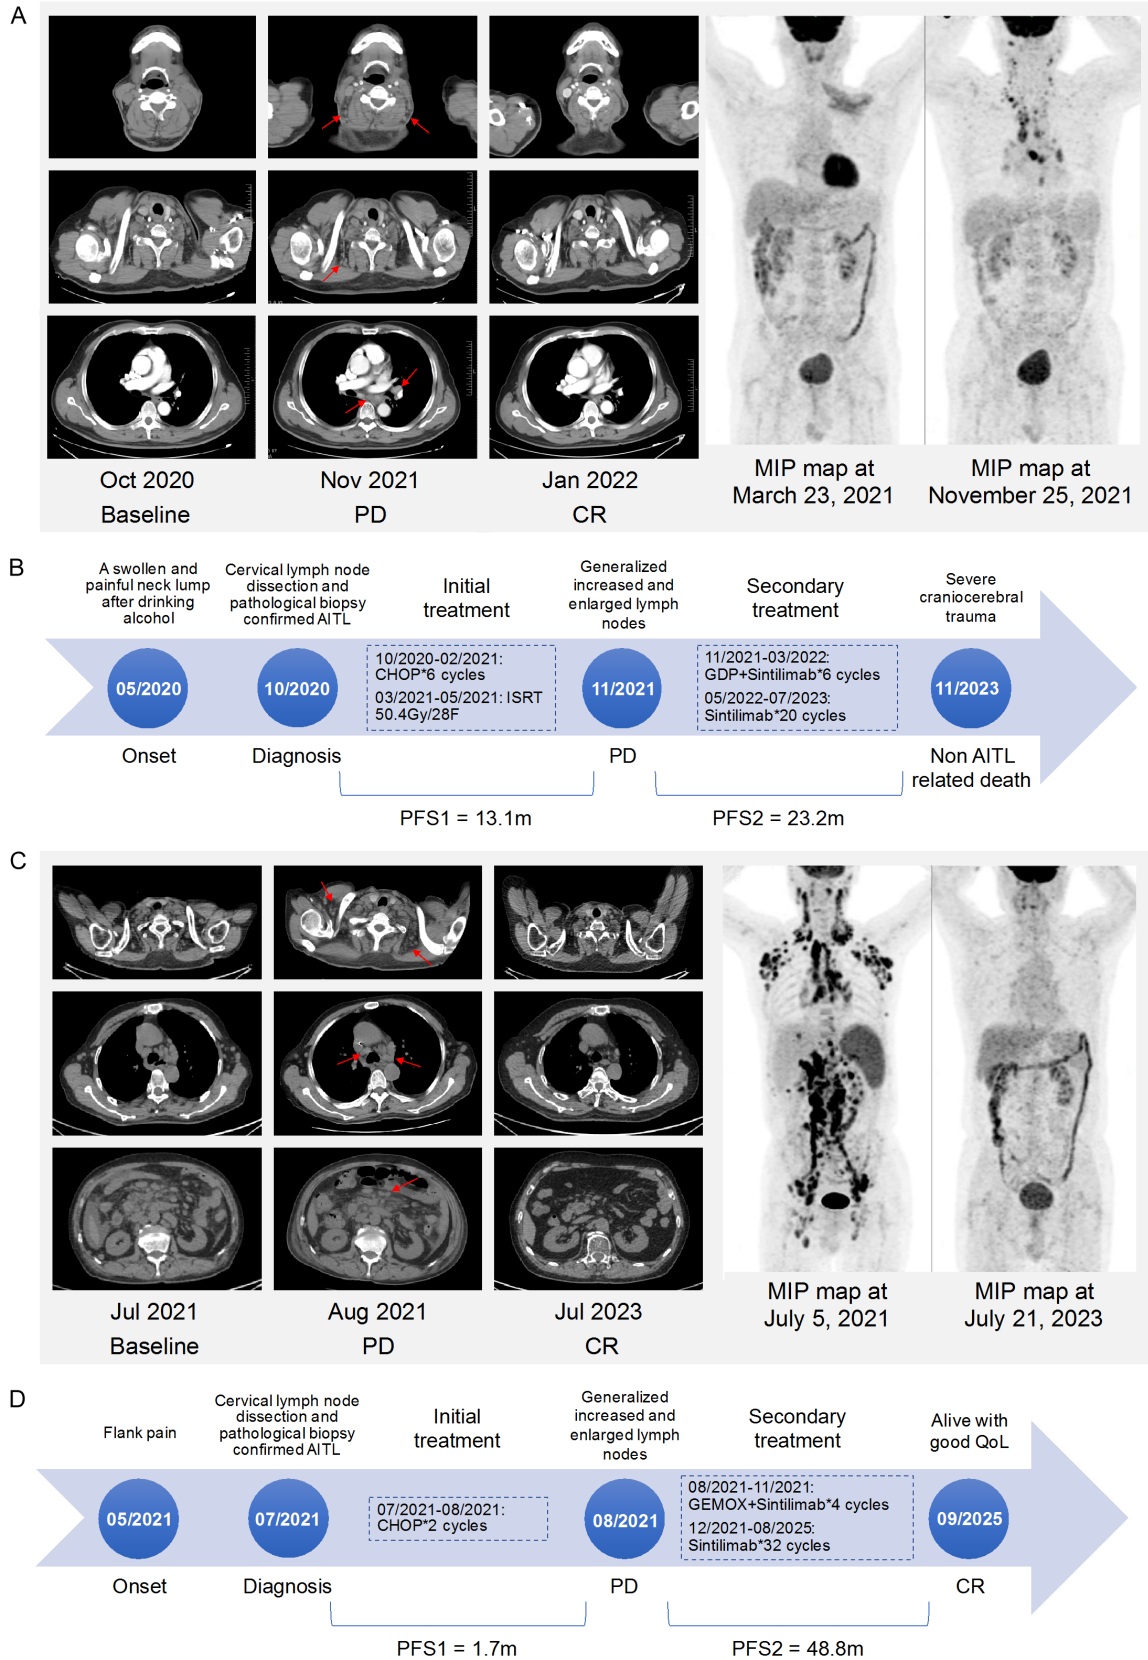 A
Oct 2020
Baseline
Nov 2021
PD
Jan 2022
CR
MIP map at
March 23, 2021
MIP map at
November 25, 2021
B
A swollen and
painful neck lump
after drinking
alcohol
Cervical lymph node
dissection and
pathological biopsy
confirmed AITL
Initial
treatment
Generalized
increased and
enlarged lymph
nodes
Secondary
treatment
Severe
craniocerebral
trauma
05/2020
10/2020
10/2020-02/2021:
CHOP*6 cycles
03/2021-05/2021: ISRT
50.4Gy/28F
11/2021
11/2021-03/2022:
GDP+Sintilimab*6 cycles
05/2022-07/2023:
Sintilimab*20 cycles
11/2023
Onset
Diagnosis
PD
Non AITL
related death
PFS1 = 13.1m
PFS2 = 23.2m
C
Jul 2021
Baseline
Aug 2021
PD
Jul 2023
CR
MIP map at
July 5, 2021
MIP map at
July 21, 2023
D
Flank pain
Cervical lymph node
dissection and
pathological biopsy
confirmed AITL
Initial
treatment
Generalized
increased and
enlarged lymph
nodes
Secondary
treatment
Alive with
good QoL
05/2021
07/2021
07/2021-08/2021:
CHOP*2 cycles
08/2021
08/2021-11/2021:
GEMOX+Sintilimab*4 cycles
12/2021-08/2025:
Sintilimab*32 cycles
09/2025
Onset
Diagnosis
PD
CR
PFS1 = 1.7m
PFS2 = 48.8m